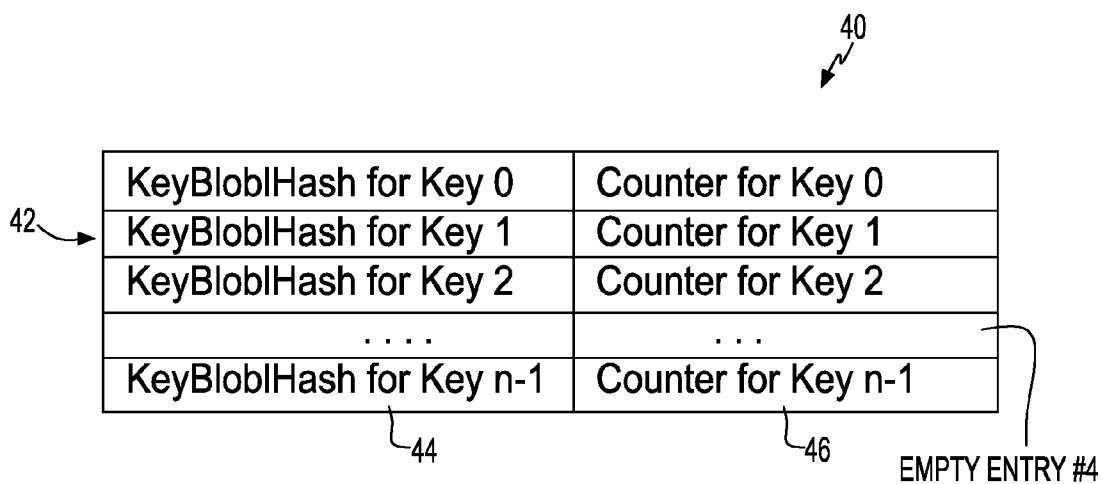 40
KeyBloblHash for Key 0 Counter for Key 0
42 KeyBloblHash for Key 1 Counter for Key 1
KeyBloblHash for Key 2 Counter for Key 2
. . . . . . .
KeyBloblHash for Key n-1 Counter for Key n-1
44 46
EMPTY ENTRY #4